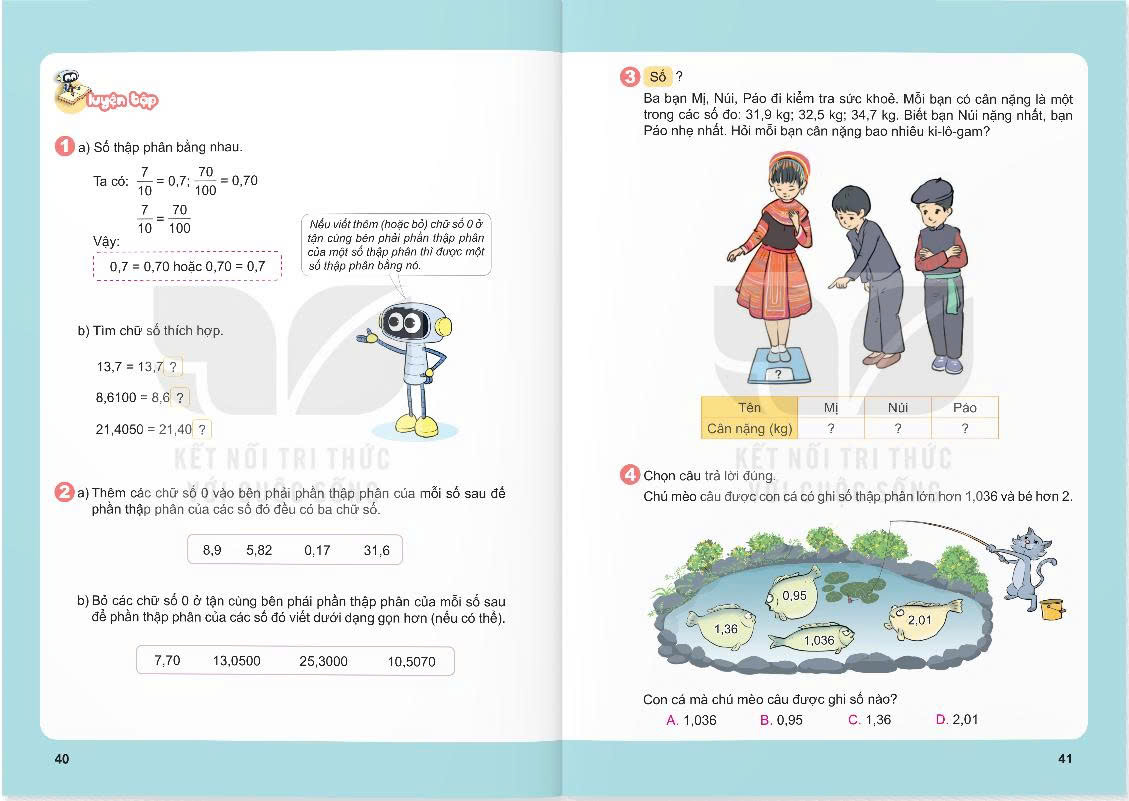 Luyện tập
1 a) Số thập phân bằng nhau.
Ta có: 7/10 = 0,7; 70/100 = 0,70
7/10 = 70/100
Vậy:
0,7 = 0,70 hoặc 0,70 = 0,7
Nếu viết thêm (hoặc bỏ) chữ số 0 ở
tận cùng bên phải phần thập phân
của một số thập phân thì được một
số thập phân bằng nó.
b) Tìm chữ số thích hợp.
13,7 = 13,7 ?
8,6100 = 8,6 ?
21,4050 = 21,40 ?
2 a) Thêm các chữ số 0 vào bên phải phần thập phân của mỗi số sau để
phần thập phân của các số đó đều có ba chữ số.
8,9 5,82 0,17 31,6
b) Bỏ các chữ số 0 ở tận cùng bên phải phần thập phân của mỗi số sau
để phần thập phân của các số đó viết dưới dạng gọn hơn (nếu có thể).
7,70 13,0500 25,3000 10,5070
KẾT NỐI TRI THỨC
VỚI CUỘC SỐNG
40
3 Số ?
Ba bạn Mị, Núi, Páo đi kiểm tra sức khoẻ. Mỗi bạn có cân nặng là một
trong các số đo: 31,9 kg; 32,5 kg; 34,7 kg. Biết bạn Núi nặng nhất, bạn
Páo nhẹ nhất. Hỏi mỗi bạn cân nặng bao nhiêu ki-lô-gam?
?
Tên Mị Núi Páo
Cân nặng (kg) ? ? ?
KẾT NỐI TRI THỨC
VỚI CUỘC SỐNG
4 Chọn câu trả lời đúng.
Chú mèo câu được con cá có ghi số thập phân lớn hơn 1,036 và bé hơn 2.
0,95
1,36
1,036
2,01
Con cá mà chú mèo câu được ghi số nào?
A. 1,036 B. 0,95 C. 1,36 D. 2,01
41